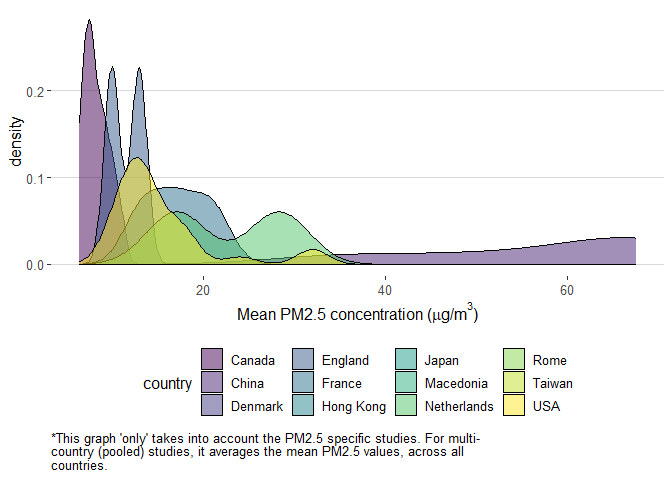 0.2
0.1
0.0
density
20 40 60
Mean PM2.5 concentration (μg/m³)
country
Canada England Japan Rome
China France Macedonia Taiwan
Denmark Hong Kong Netherlands USA
*This graph 'only' takes into account the PM2.5 specific studies. For multi-
country (pooled) studies, it averages the mean PM2.5 values, across all
countries.